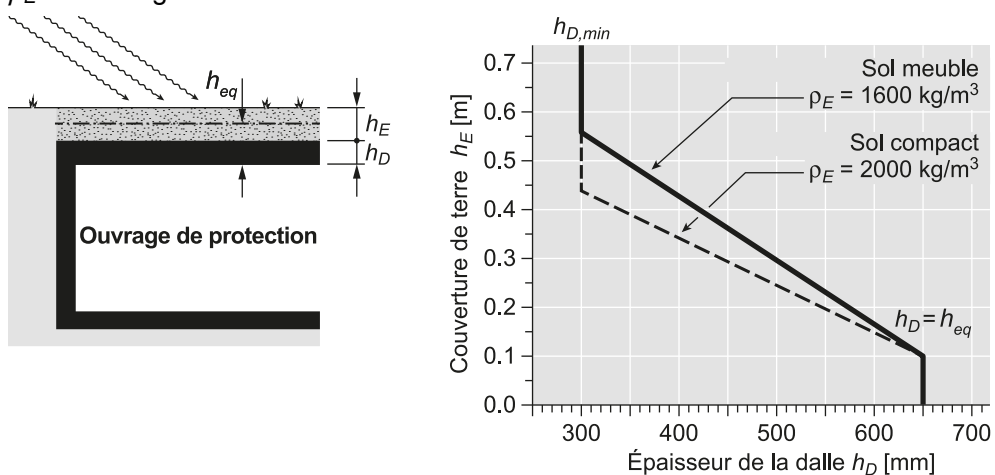 h_eq
h_E
h_D
Ouvrage de protection
h_D,min
0.7
0.6
0.5
0.4
0.3
0.2
0.1
0.0
Couverture de terre h_E [m]
Sol meuble
ρ_E = 1600 kg/m³
Sol compact
ρ_E = 2000 kg/m³
h_D = h_eq
300 400 500 600 700
Épaisseur de la dalle h_D [mm]